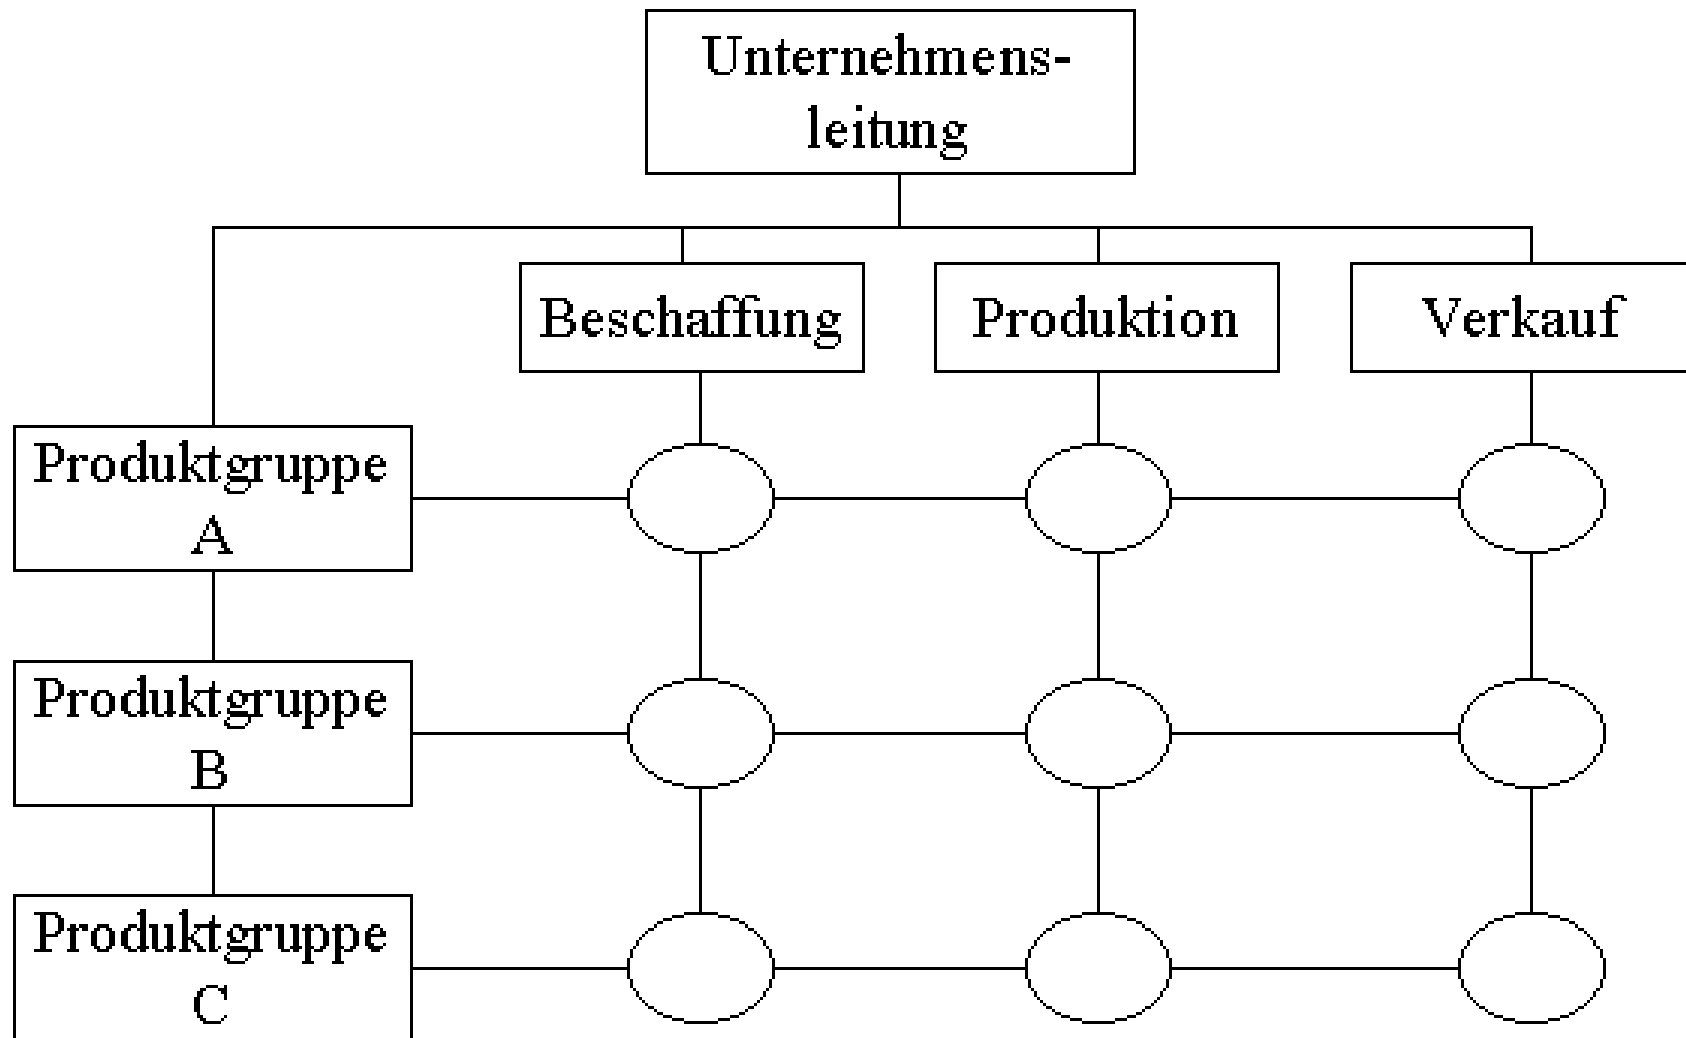 Unternehmens-
leitung
Beschaffung
Produktion
Verkauf
Produktgruppe
A
Produktgruppe
B
Produktgruppe
C